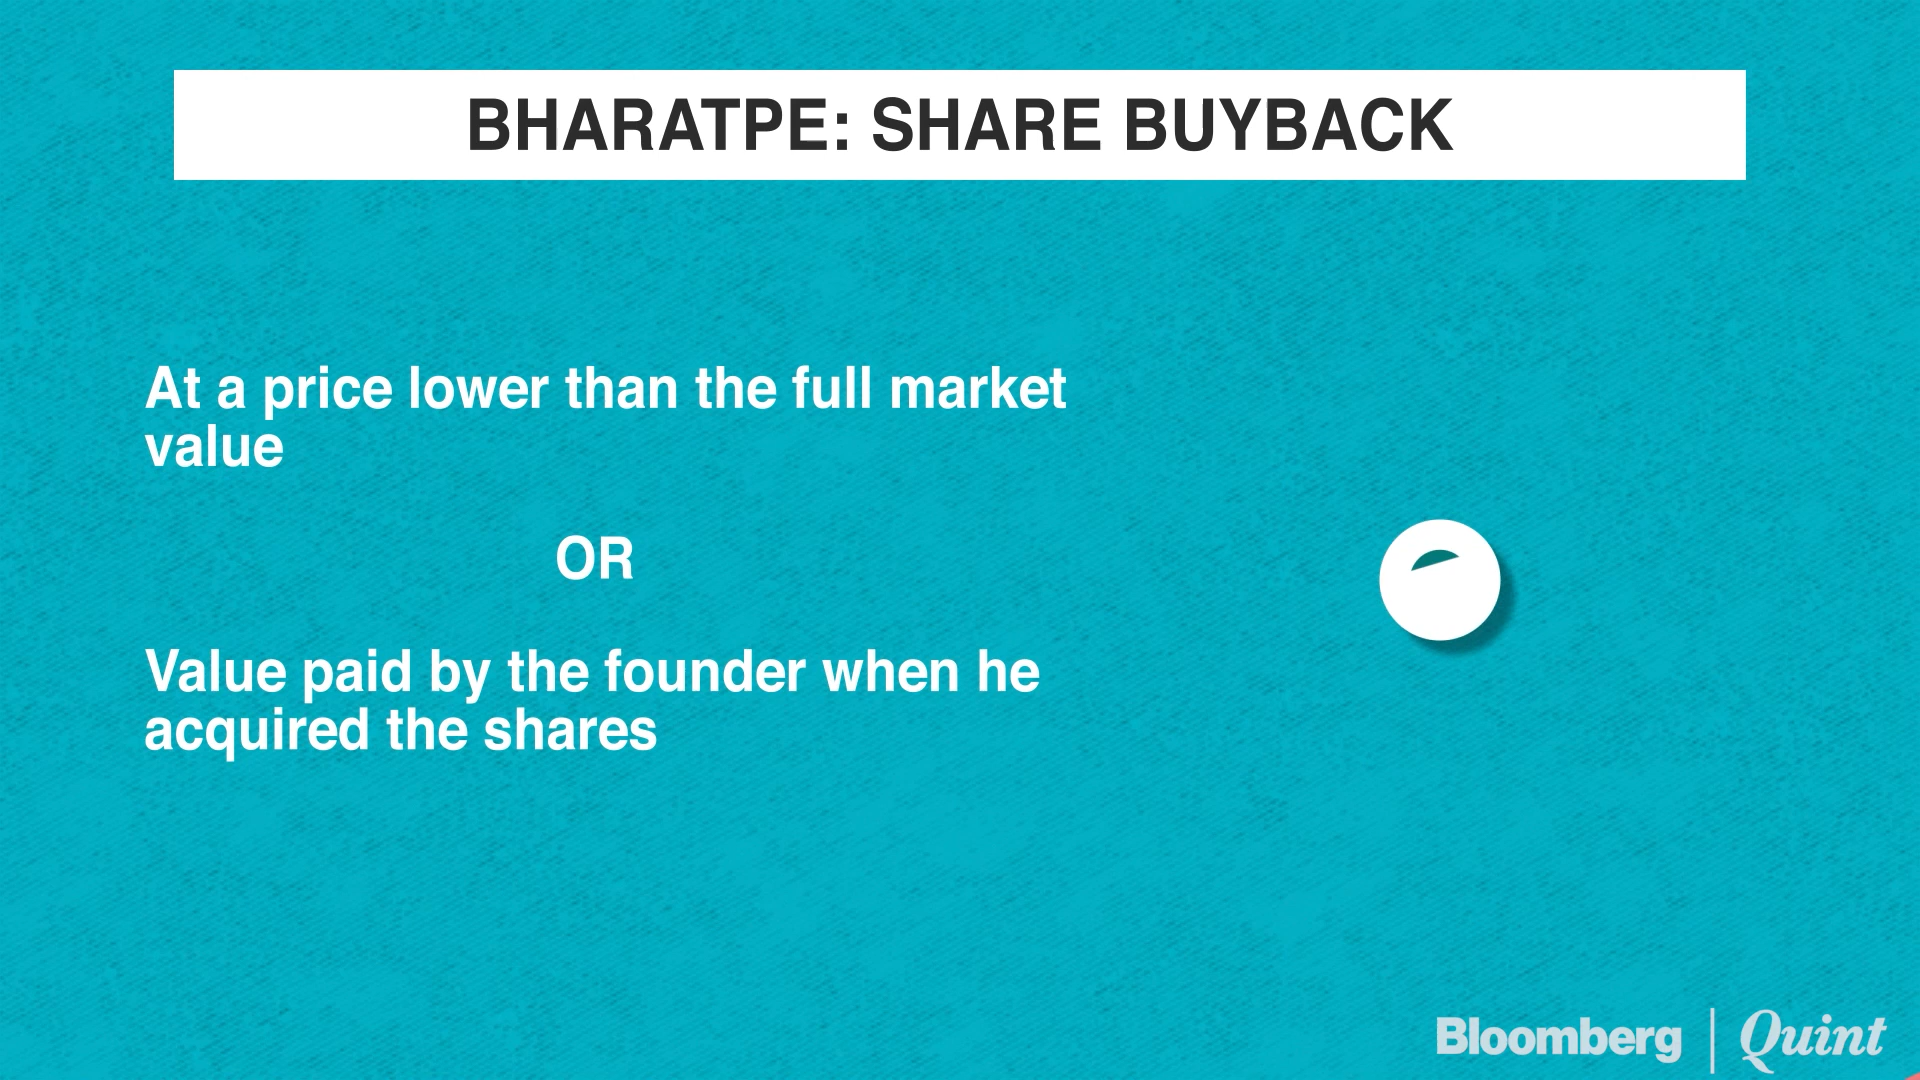 BHARATPE: SHARE BUYBACK
At a price lower than the full market
value
OR
Value paid by the founder when he
acquired the shares
Bloomberg | Quint